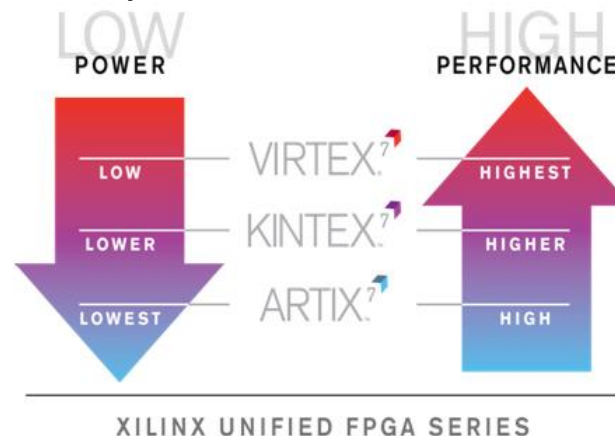 LOW HIGH
POWER PERFORMANCE
LOW VIRTEX.7 HIGHEST
LOWER KINTEX.7 HIGHER
LOWEST ARTIX.7 HIGH
XILINX UNIFIED FPGA SERIES